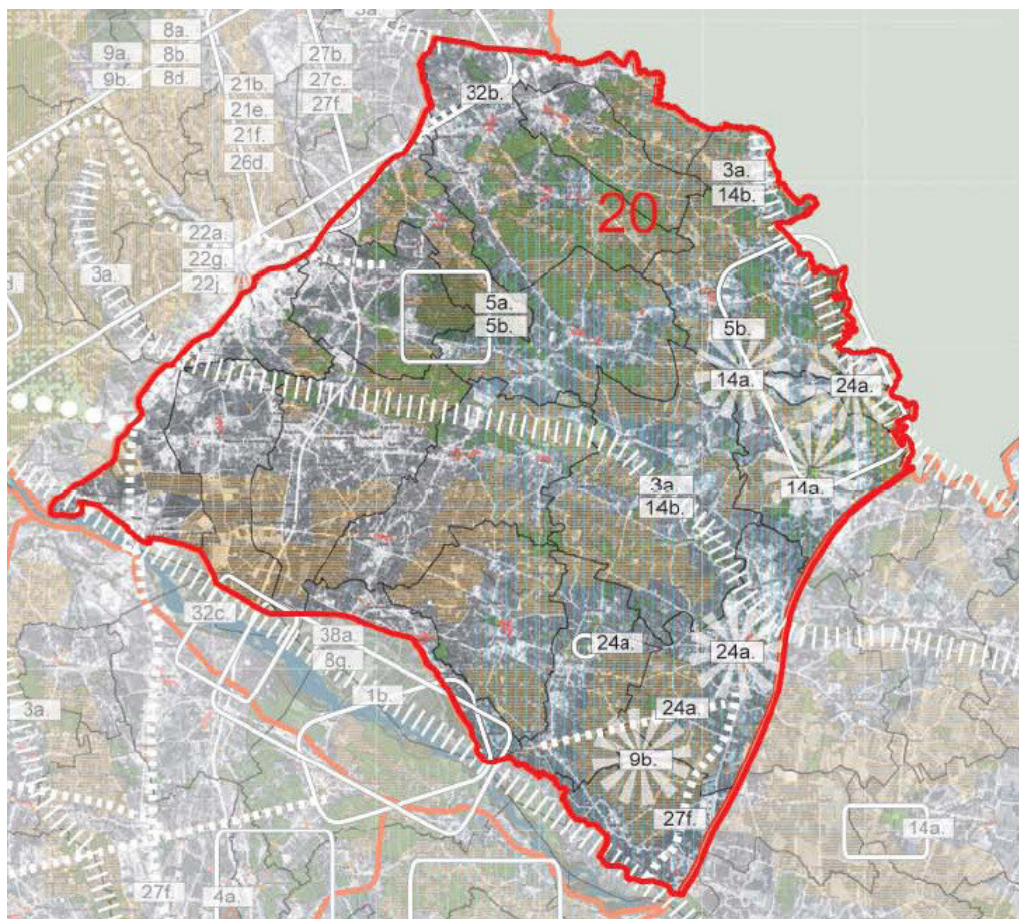 3a.
8a.
9a.
8b.
9b.
8d.
27b.
27c.
27f.
21b.
21e.
21f.
26d.
32b.
3a.
14b.
20
22a.
22g.
22j.
3a.
5a.
5b.
5b.
14a.
24a.
14a.
3a.
14b.
32c.
38a.
8g.
24a.
24a.
1b.
3a.
24a.
9b.
27f.
14a.
27f.
4a.